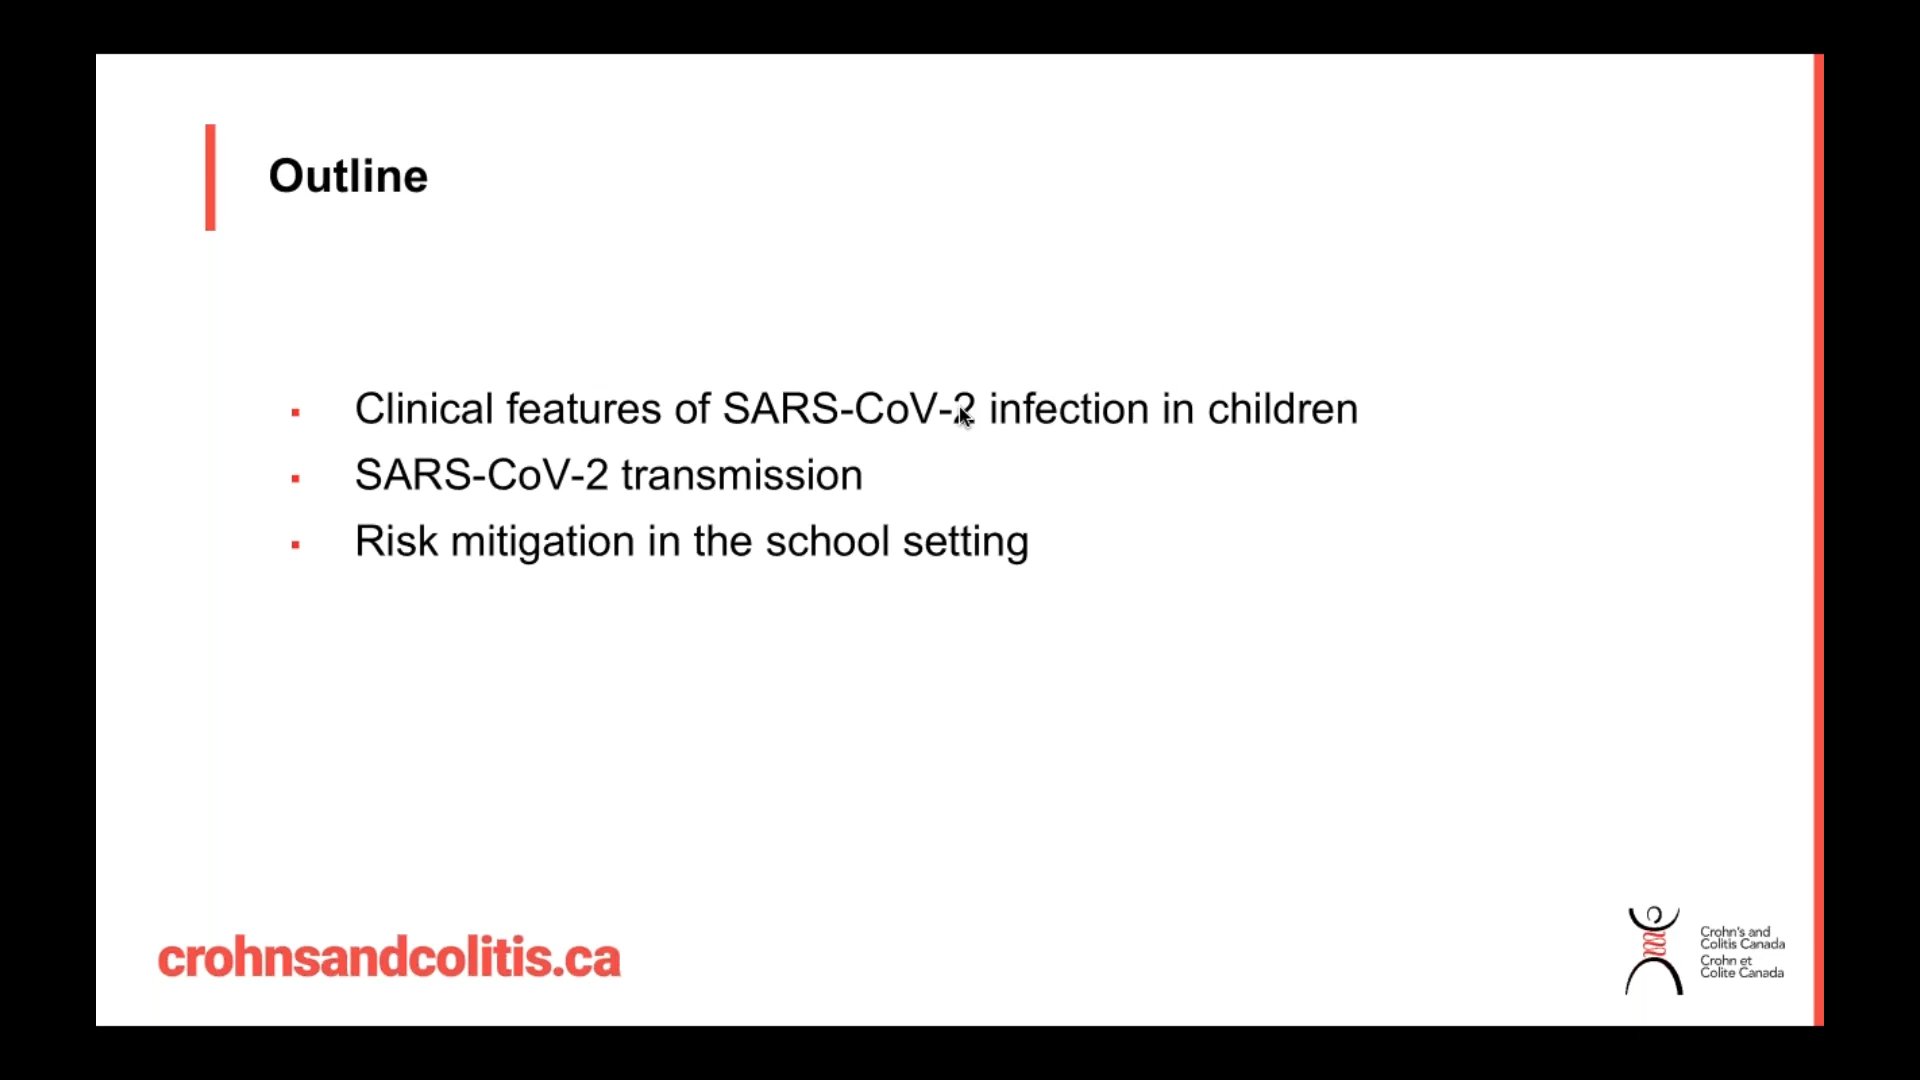 Outline
Clinical features of SARS-CoV-2 infection in children
SARS-CoV-2 transmission
Risk mitigation in the school setting
crohnsandcolitis.ca
Crohn's and
Colitis Canada
Crohn et
Colite Canada